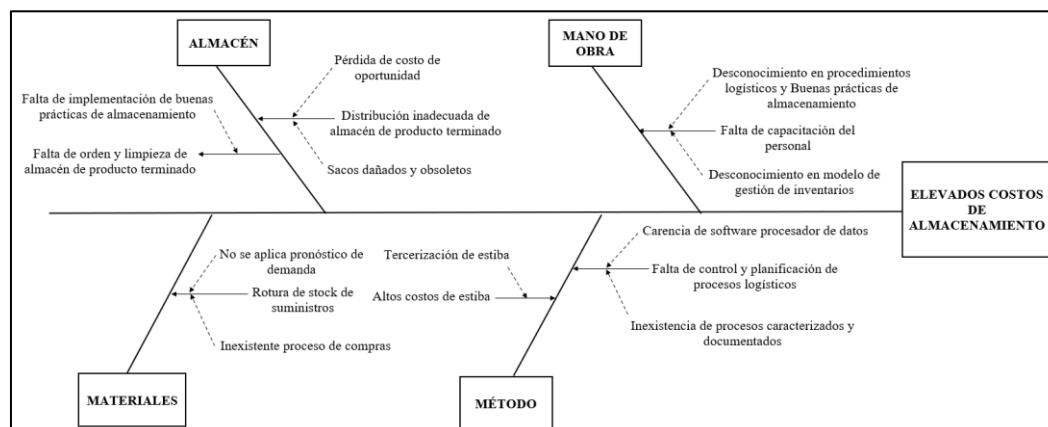 ALMACÉN
Pérdida de costo de
oportunidad
Falta de implementación de buenas
prácticas de almacenamiento
Distribución inadecuada de
almacén de producto terminado
Falta de orden y limpieza de
almacén de producto terminado
Sacos dañados y obsoletos
MANO DE
OBRA
Desconocimiento en procedimientos
logísticos y Buenas prácticas de
almacenamiento
Falta de capacitación del
personal
Desconocimiento en modelo de
gestión de inventarios
ELEVADOS COSTOS
DE
ALMACENAMIENTO
No se aplica pronóstico de
demanda
Rotura de stock de
suministros
Inexistente proceso de compras
MATERIALES
Tercerización de estiba
Altos costos de estiba
Carencia de software procesador de datos
Falta de control y planificación de
procesos logísticos
Inexistencia de procesos caracterizados y
documentados
MÉTODO